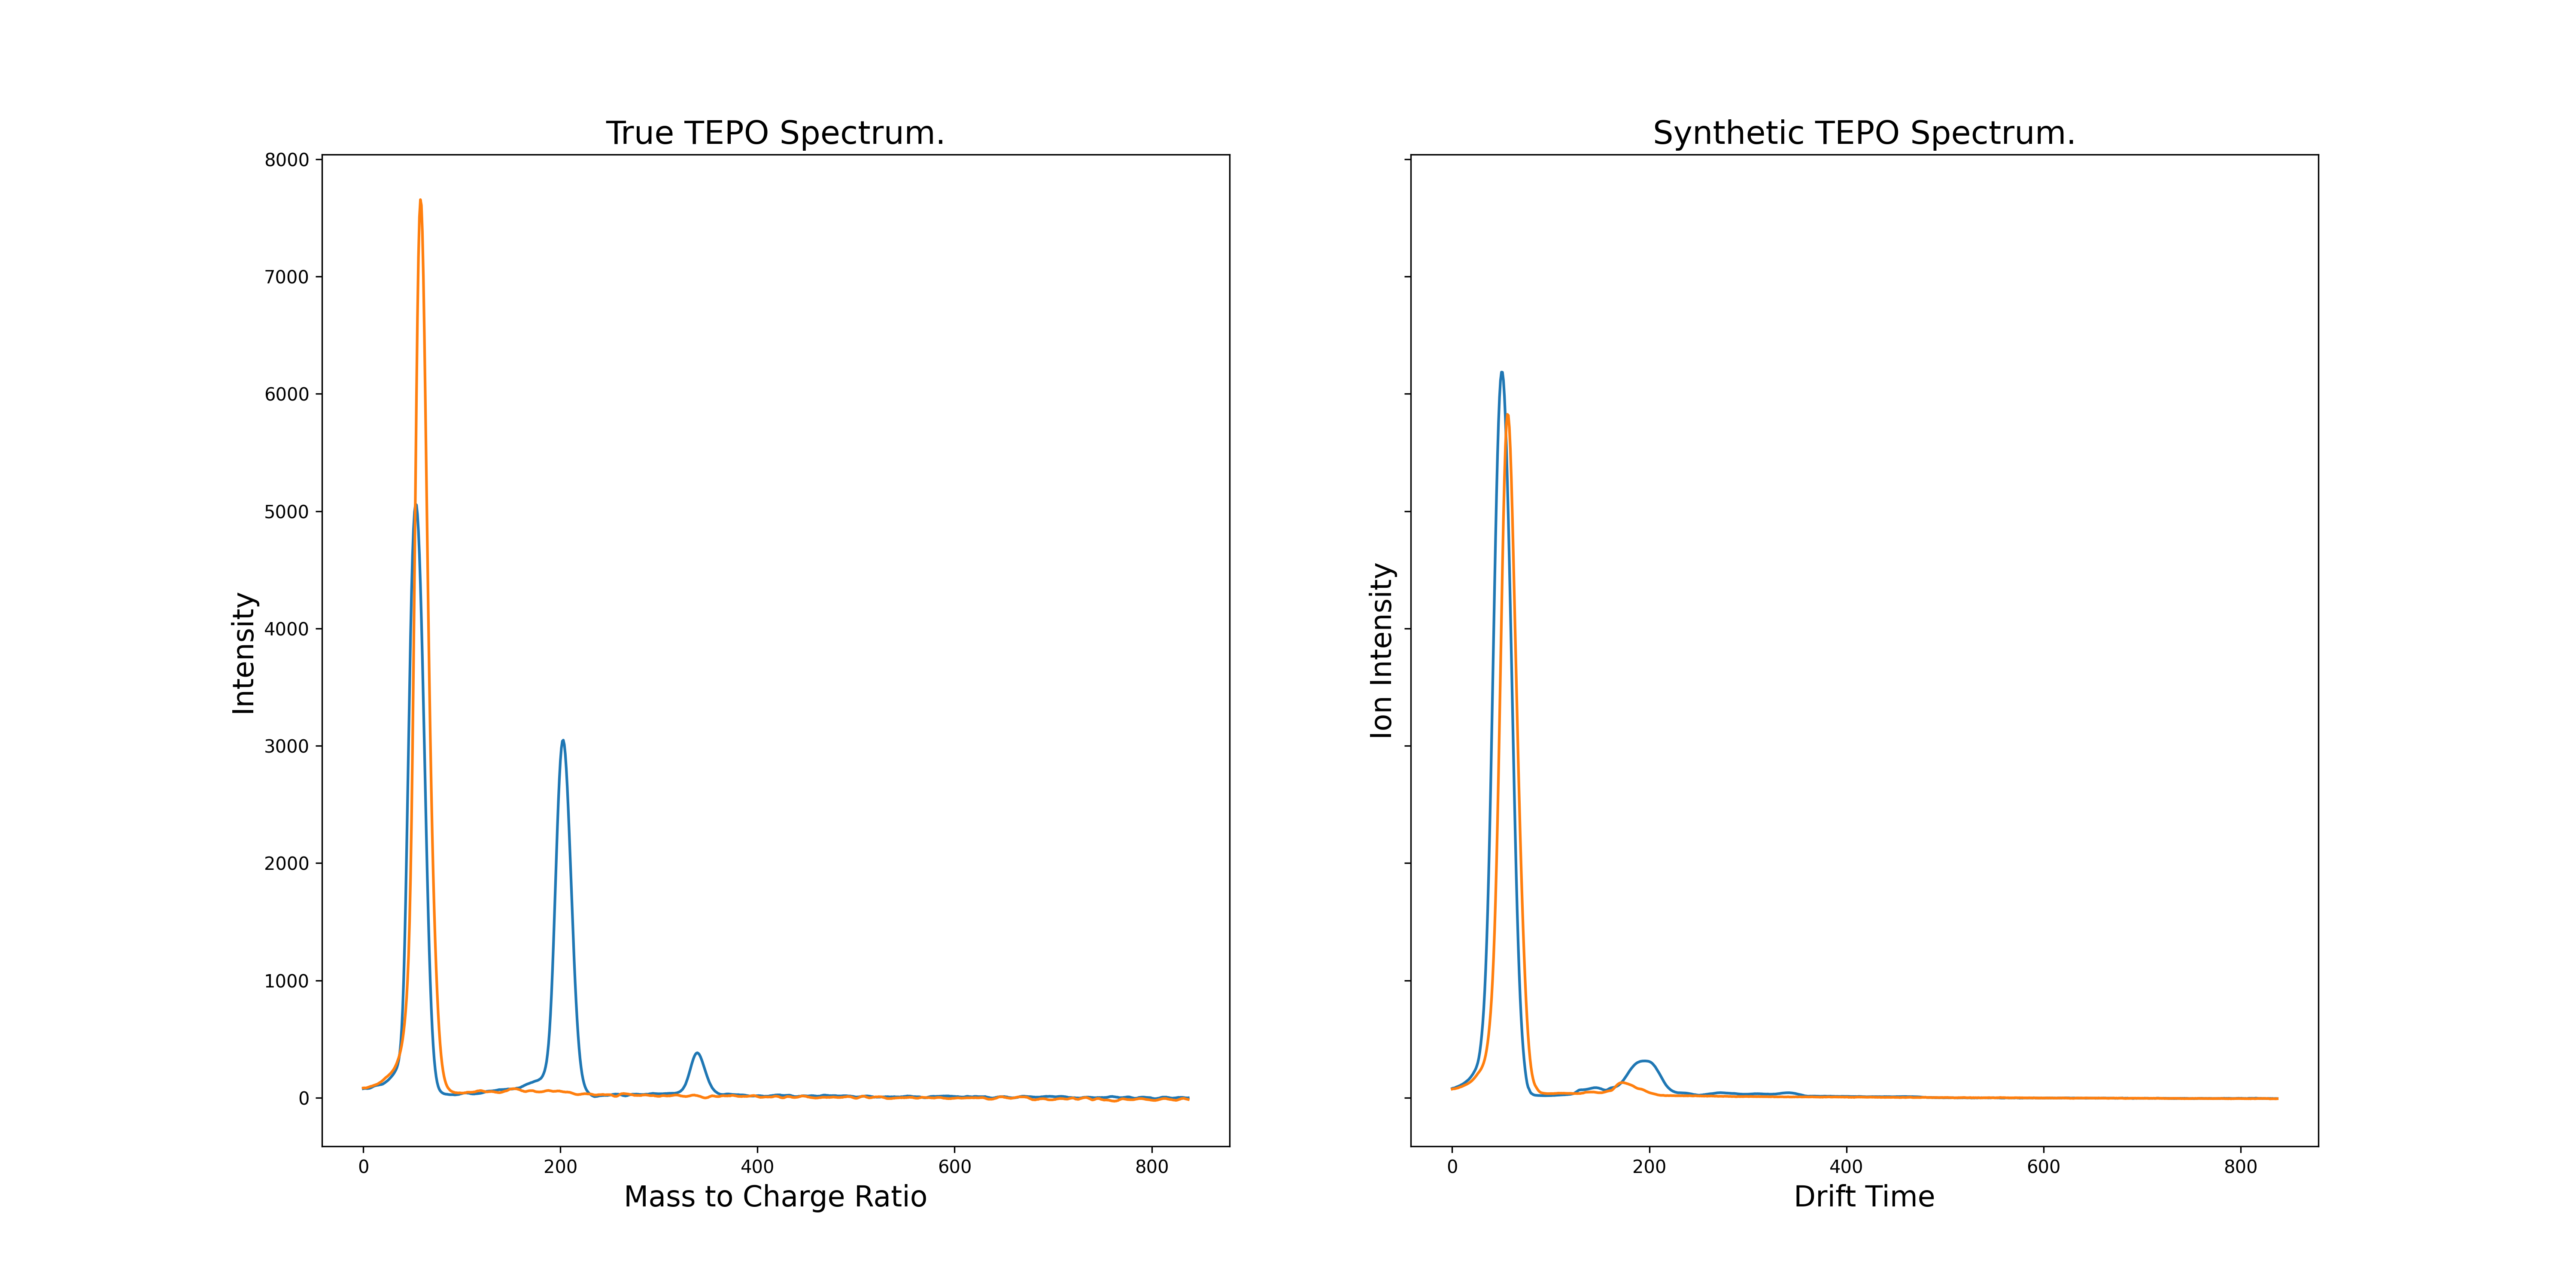 True TEPO Spectrum.
8000
7000
6000
5000
4000
3000
2000
1000
0
Intensity
0 200 400 600 800
Mass to Charge Ratio
Synthetic TEPO Spectrum.
Ion Intensity
0 200 400 600 800
Drift Time